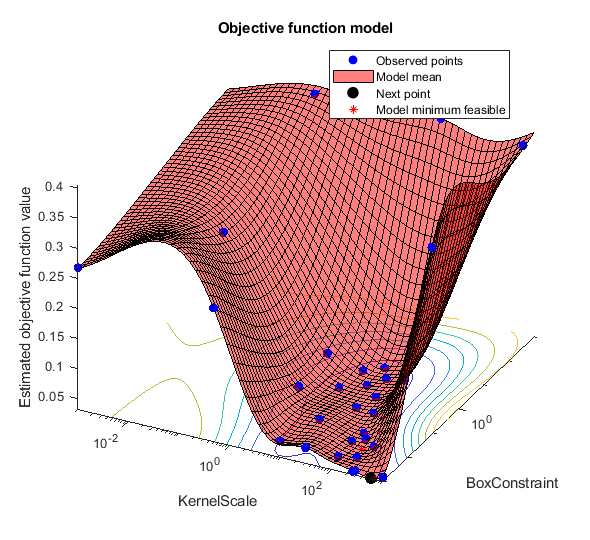 Objective function model
Observed points
Model mean
Next point
Model minimum feasible
0.4
0.35
0.3
0.25
0.2
0.15
0.1
0.05
Estimated objective function value
10^-2
10^0
10^2
KernelScale
10^0
BoxConstraint